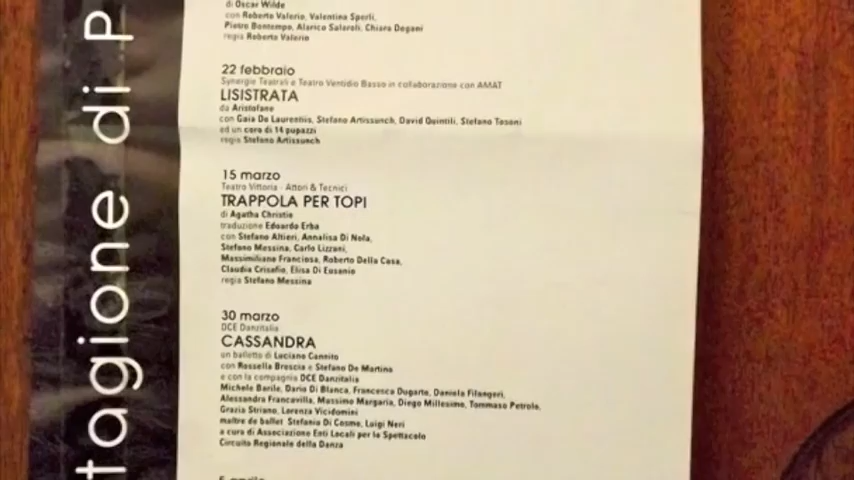 tagione di P
di Oscar Wilde
con Roberto Valerio, Valentina Sperlì,
Pietro Bontempo, Alarico Salaroli, Chiara Degani
regia Roberto Valerio
22 febbraio
Synergie Teatrali e Teatro Ventidio Basso in collaborazione con AMAT
LISISTRATA
da Aristofane
con Gaia De Laurentiis, Stefano Artissunch, David Quintili, Stefano Tosoni
ed un coro di 14 pupazzi
regia Stefano Artissunch
15 marzo
Teatro Vittoria - Attori & Tecnici
TRAPPOLA PER TOPI
di Agatha Christie
traduzione Edoardo Erba
con Stefano Altieri, Annalisa Di Nola,
Stefano Messina, Carlo Lizzani,
Massimiliano Franciosa, Roberto Della Casa,
Claudia Crisafio, Elisa Di Eusanio
regia Stefano Messina
30 marzo
DCE Danzitalia
CASSANDRA
un balletto di Luciano Cannito
con Rossella Brescia e Stefano De Martino
e con la compagnia DCE Danzitalia
Michele Barile, Dario Di Blanca, Francesca Dugarte, Daniela Filangeri,
Alessandra Francavilla, Massimo Margaria, Diego Millesimo, Tommaso Petrolo,
Grazia Striano, Lorenza Vicidomini
maître de ballet Stefania Di Cosmo, Luigi Neri
a cura di Associazione Enti Locali per lo Spettacolo
Circuito Regionale della Danza